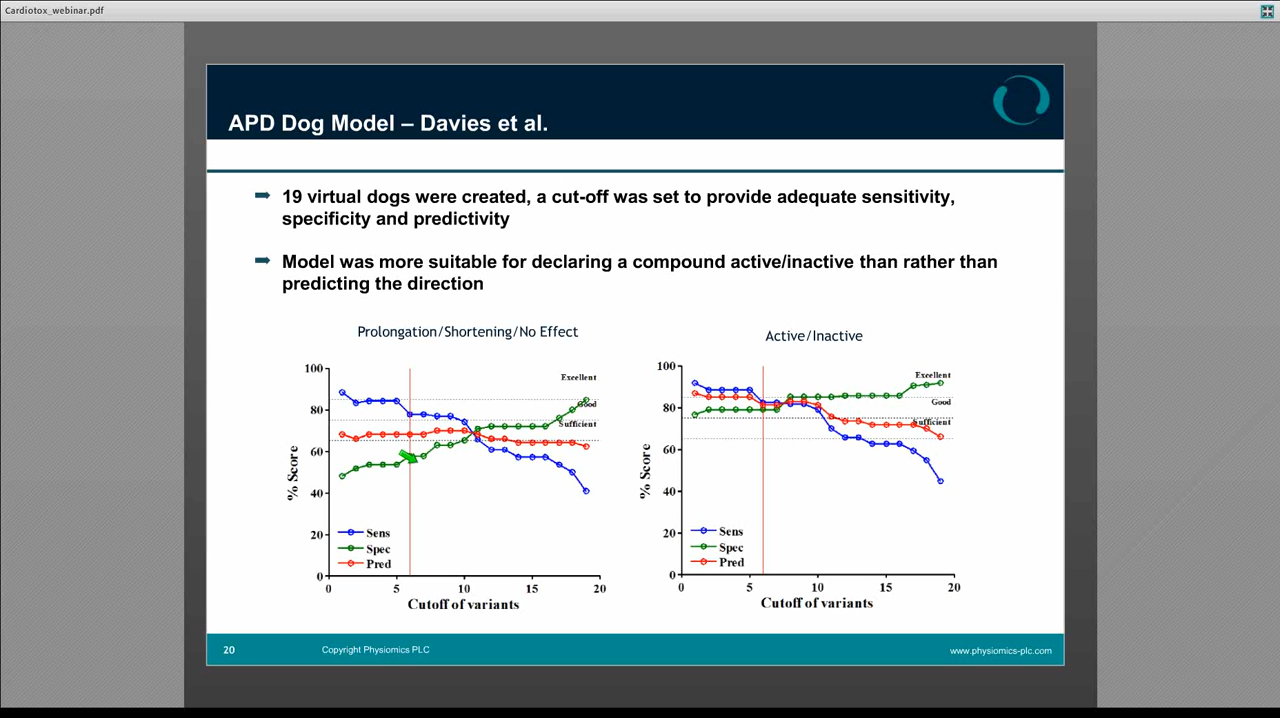 Cardiotox_webinar.pdf
APD Dog Model – Davies et al.
19 virtual dogs were created, a cut-off was set to provide adequate sensitivity,
specificity and predictivity
Model was more suitable for declaring a compound active/inactive than rather than
predicting the direction
Prolongation/Shortening/No Effect
100
80
60
40
20
0
% Score
Excellent
Good
Sufficient
Sens
Spec
Pred
0 5 10 15 20
Cutoff of variants
Active/Inactive
100
80
60
40
20
0
% Score
Excellent
Good
Sufficient
Sens
Spec
Pred
0 5 10 15 20
Cutoff of variants
20 Copyright Physiomics PLC www.physiomics-plc.com